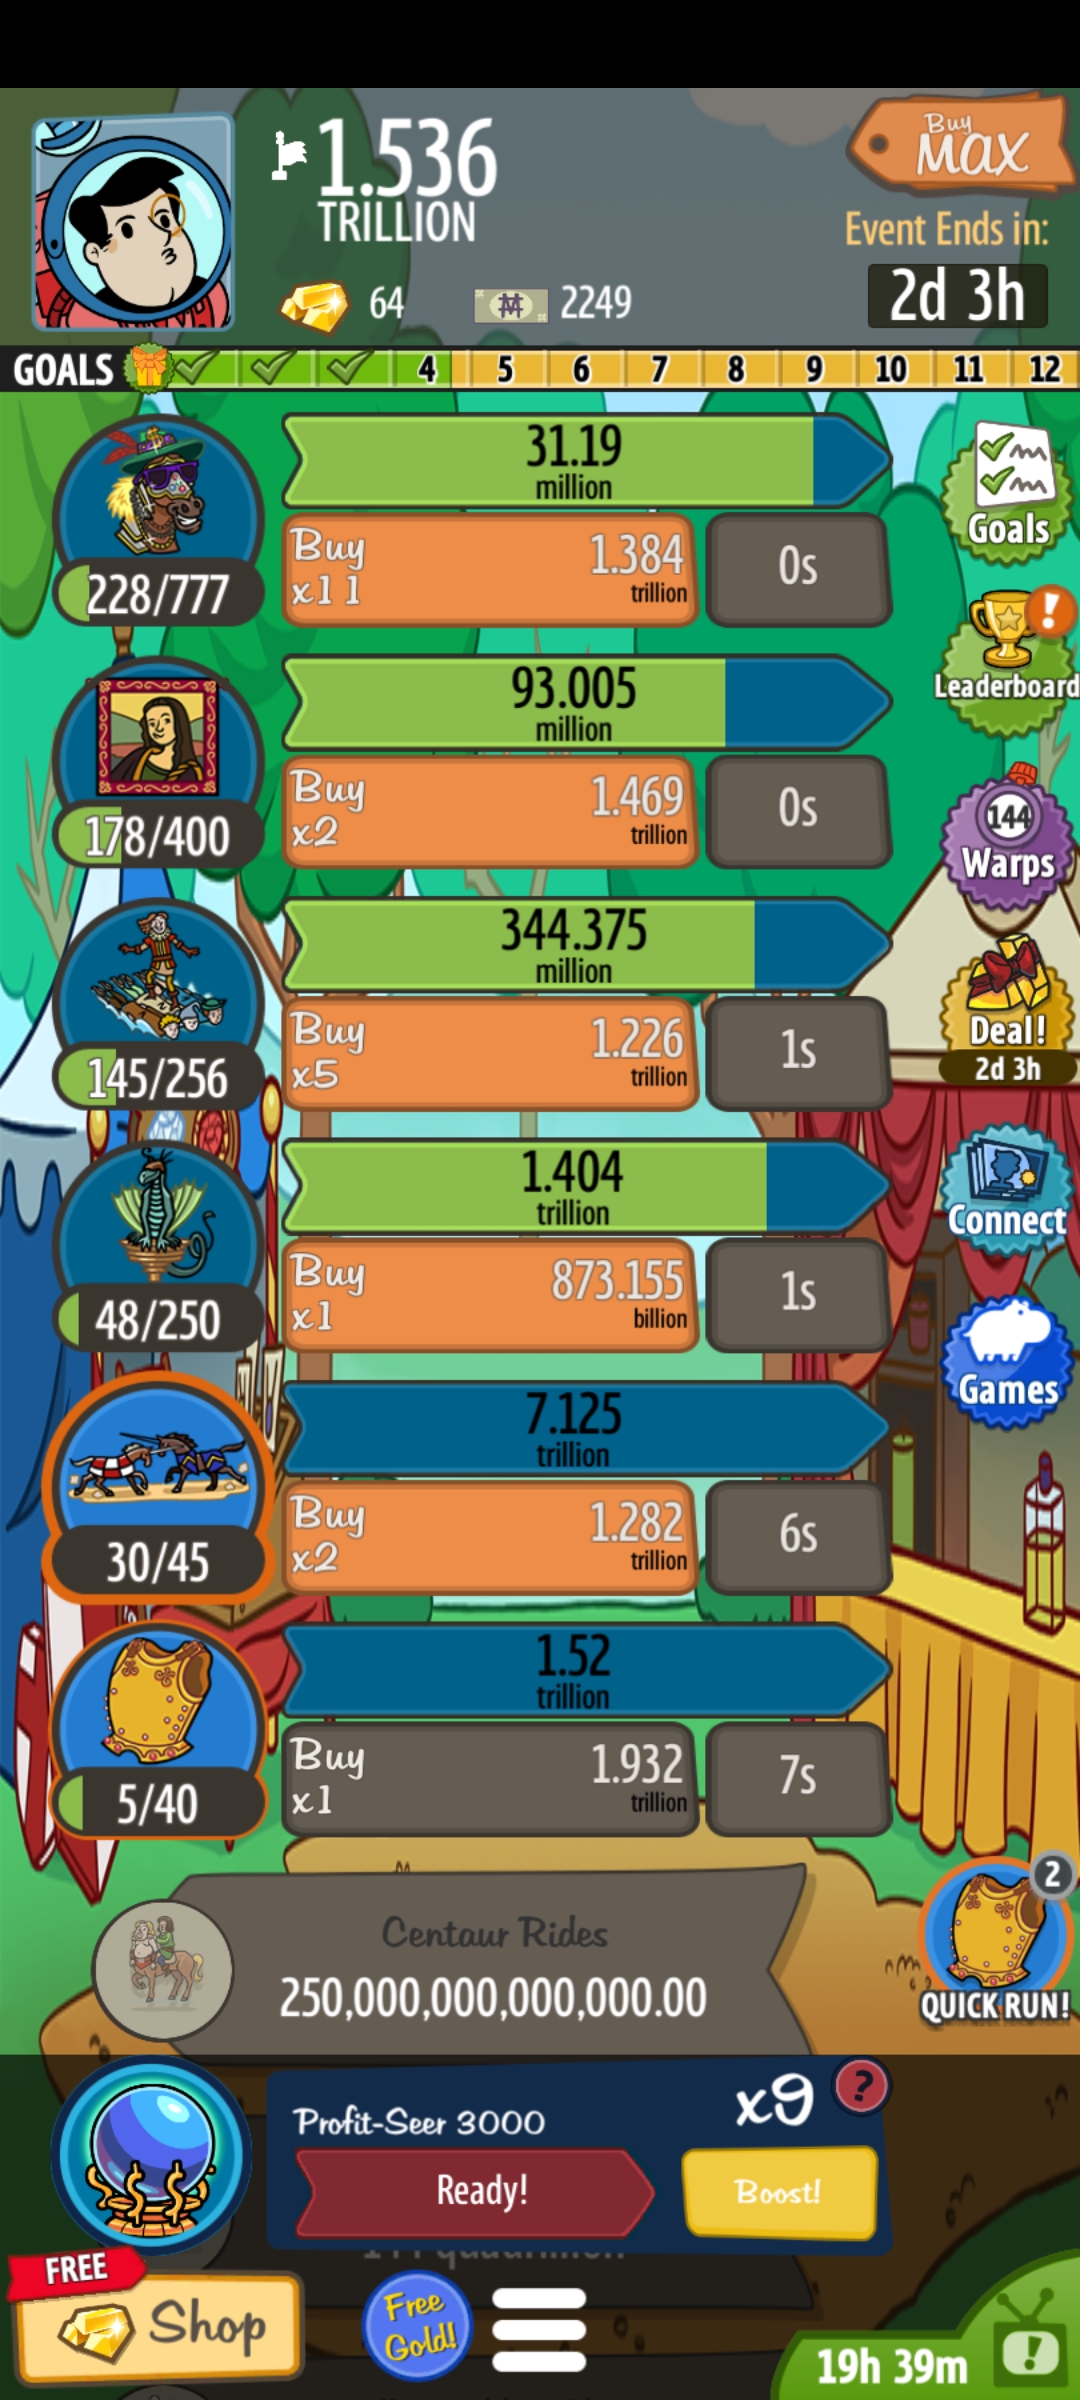 1.536
TRILLION
Buy
MAX
Event Ends in:
2d 3h
64
2249
GOALS 4 5 6 7 8 9 10 11 12
31.19
million
228/777
Buy
x11
1.384
trillion
0s
Goals
93.005
million
178/400
Buy
x2
1.469
trillion
0s
Leaderboard
344.375
million
145/256
Buy
x5
1.226
trillion
1s
144
Warps
Deal!
2d 3h
1.404
trillion
48/250
Buy
x1
873.155
billion
1s
Connect
Games
7.125
trillion
30/45
Buy
x2
1.282
trillion
6s
1.52
trillion
5/40
Buy
x1
1.932
trillion
7s
Centaur Rides
250,000,000,000,000.00
2
QUICK RUN!
Profit-Seer 3000
x9
?
Ready!
Boost!
FREE
Shop
Free
Gold!
19h 39m